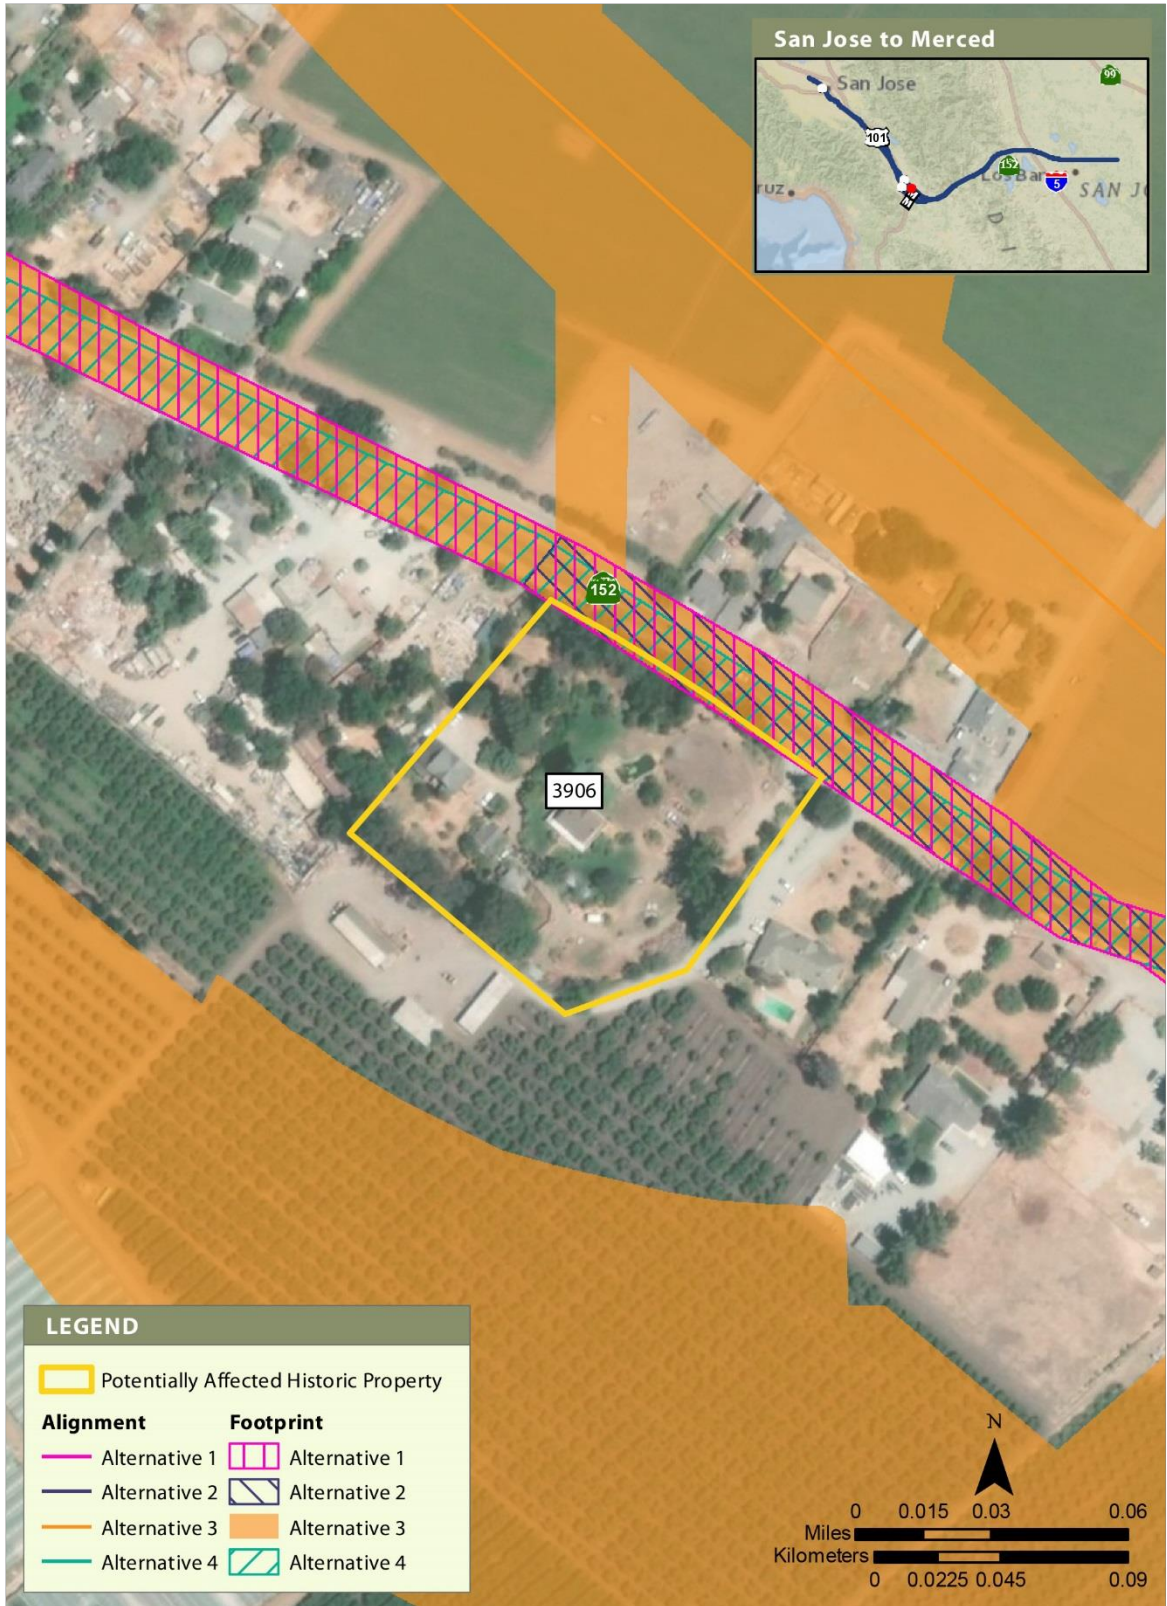 San Jose to Merced
San Jose
99
101
152
Los Ban
5
SAN JO
ruz
D I
152
3906
LEGEND
Potentially Affected Historic Property
Alignment Footprint
Alternative 1 Alternative 1
Alternative 2 Alternative 2
Alternative 3 Alternative 3
Alternative 4 Alternative 4
N
0 0.015 0.03 0.06
Miles
Kilometers
0 0.0225 0.045 0.09